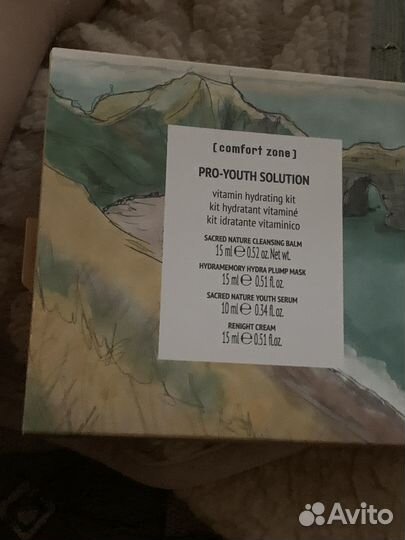 [ comfort zone ]
PRO-YOUTH SOLUTION
vitamin hydrating kit
kit hydratant vitaminé
kit idratante vitaminico
SACRED NATURE CLEANSING BALM
15 ml ℮ 0.52 oz. Net wt.
HYDRAMEMORY HYDRA PLUMP MASK
15 ml ℮ 0.51 fl. oz.
SACRED NATURE YOUTH SERUM
10 ml ℮ 0.34 fl. oz.
RENIGHT CREAM
15 ml ℮ 0.51 fl. oz.
Avito